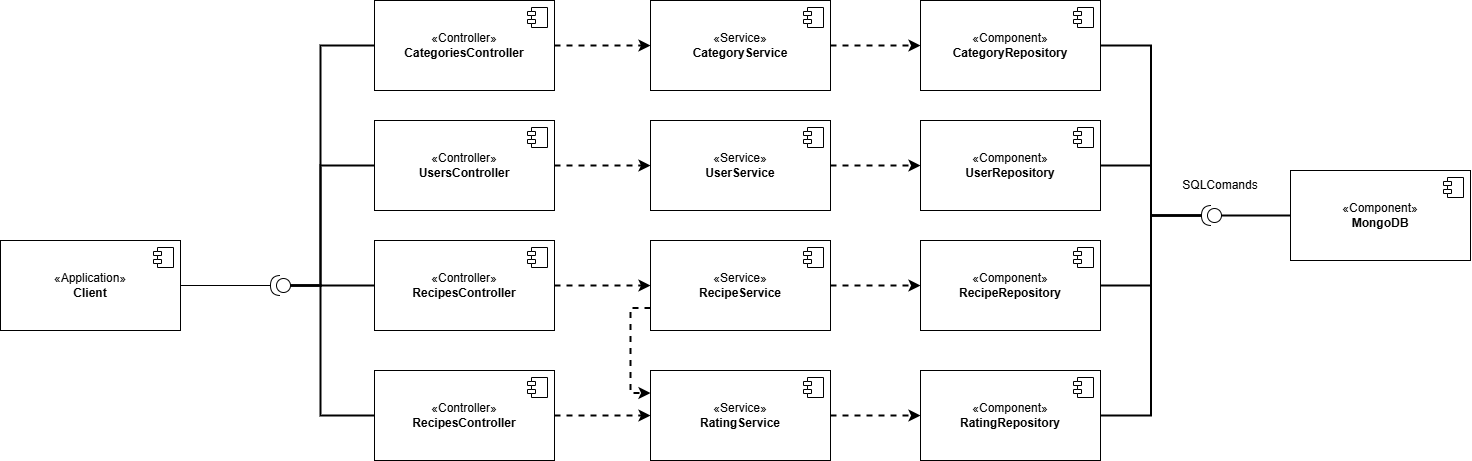 «Controller»
CategoriesController
«Service»
CategoryService
«Component»
CategoryRepository
«Controller»
UsersController
«Service»
UserService
«Component»
UserRepository
SQLComands
«Component»
MongoDB
«Application»
Client
«Controller»
RecipesController
«Service»
RecipeService
«Component»
RecipeRepository
«Controller»
RecipesController
«Service»
RatingService
«Component»
RatingRepository